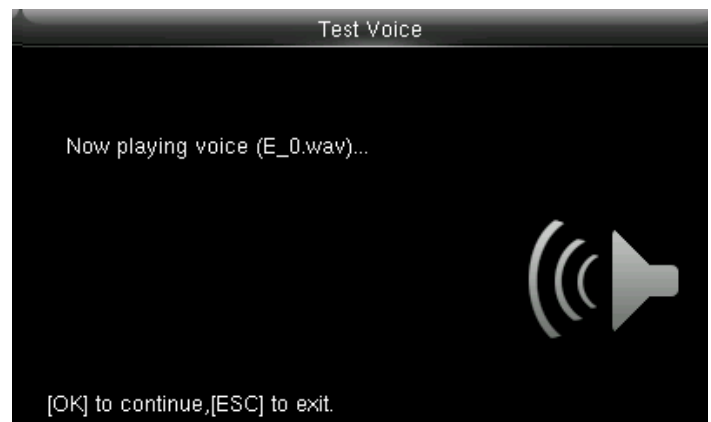 Test Voice
Now playing voice (E_0.wav)...
[OK] to continue,[ESC] to exit.